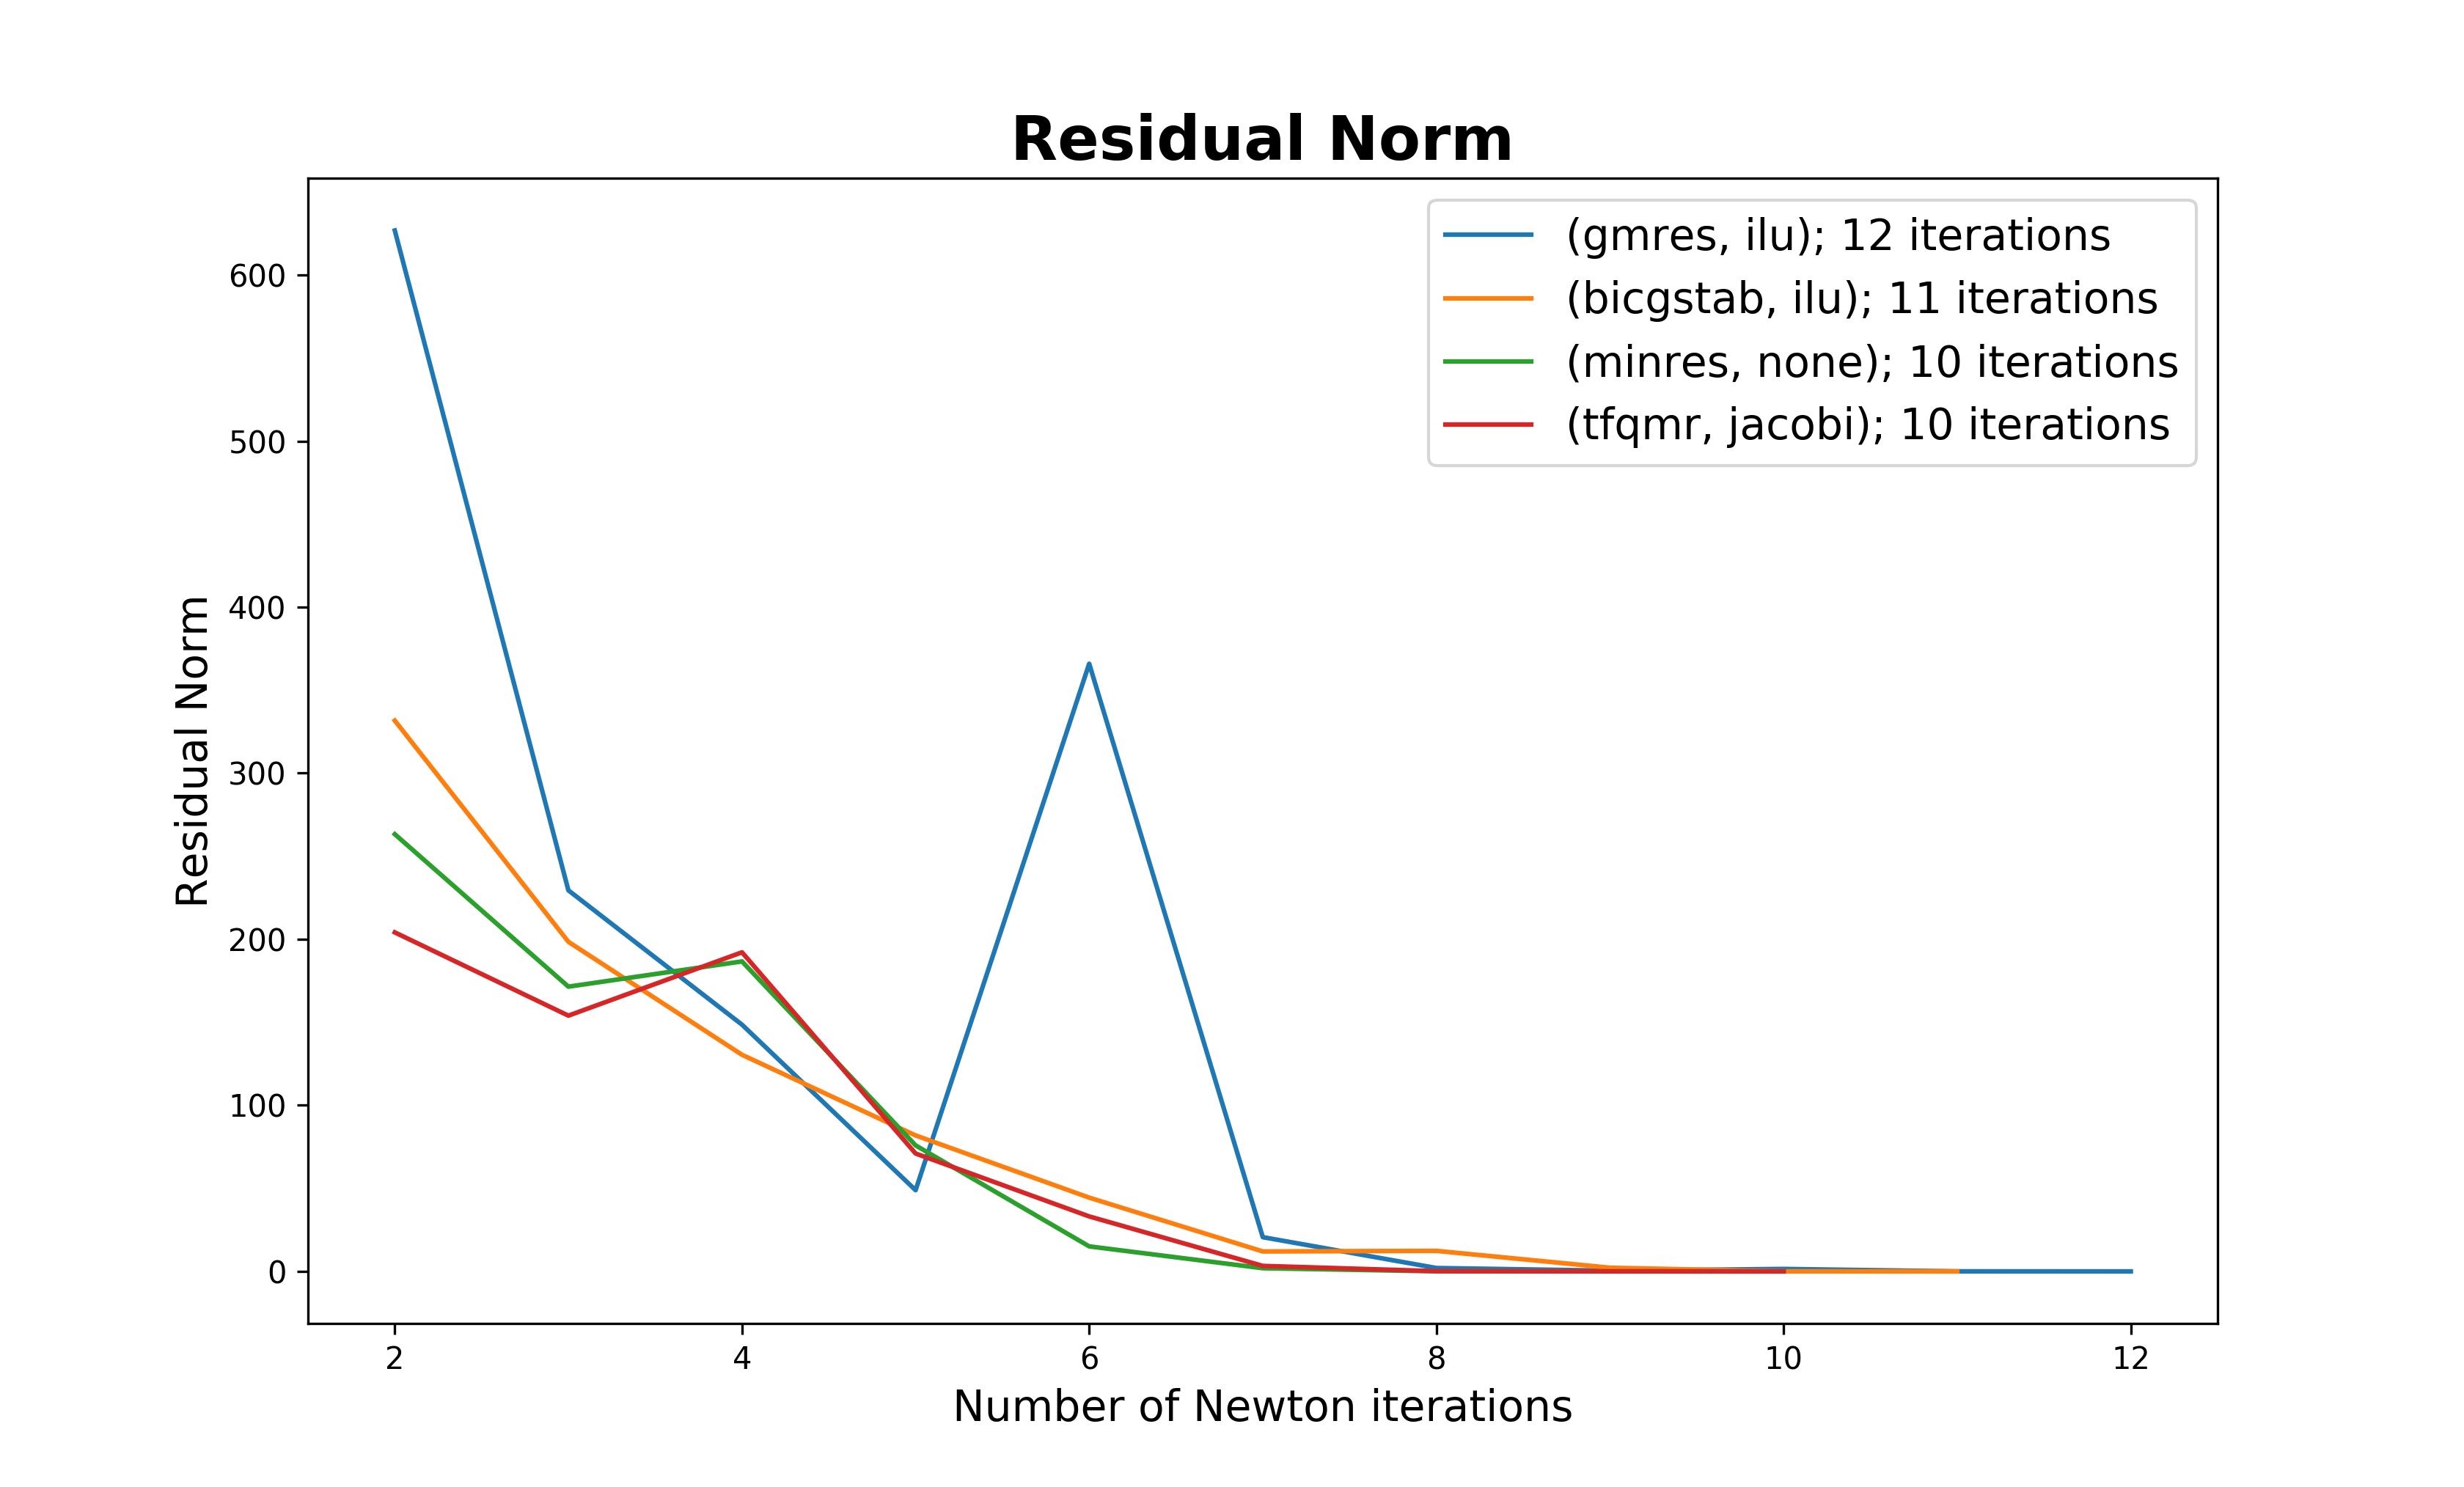 Residual Norm
(gmres, ilu); 12 iterations
(bicgstab, ilu); 11 iterations
(minres, none); 10 iterations
(tfqmr, jacobi); 10 iterations
Residual Norm
600
500
400
300
200
100
0
2 4 6 8 10 12
Number of Newton iterations